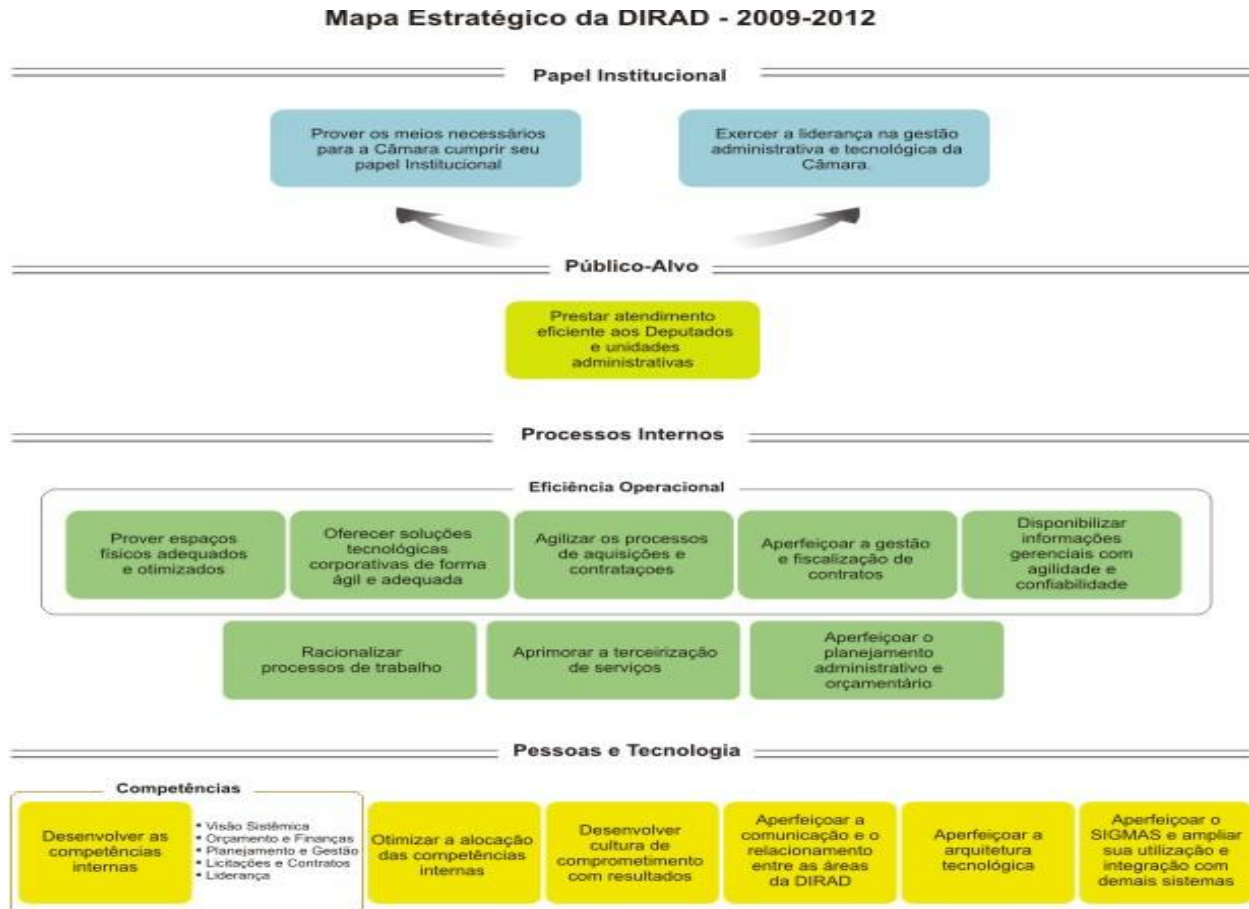 Mapa Estratégico da DIRAD - 2009-2012
Papel Institucional
Prover os meios necessários
para a Câmara cumprir seu
papel Institucional
Exercer a liderança na gestão
administrativa e tecnológica da
Câmara.
Público-Alvo
Prestar atendimento
eficiente aos Deputados
e unidades
administrativas
Processos Internos
Eficiência Operacional
Prover espaços
físicos adequados
e otimizados
Oferecer soluções
tecnológicas
corporativas de forma
ágil e adequada
Agilizar os processos
de aquisições e
contrataçoes
Aperfeiçoar a gestão
e fiscalização de
contratos
Disponibilizar
informações
gerenciais com
agilidade e
confiabilidade
Racionalizar
processos de trabalho
Aprimorar a terceirização
de serviços
Aperfeiçoar o
planejamento
administrativo e
orçamentário
Pessoas e Tecnologia
Competências
Desenvolver as
competências
internas
• Visão Sistêmica
• Orçamento e Finanças
• Planejamento e Gestão
• Licitações e Contratos
• Liderança
Otimizar a alocação
das competências
internas
Desenvolver
cultura de
comprometimento
com resultados
Aperfeiçoar a
comunicação e o
relacionamento
entre as áreas
da DIRAD
Aperfeiçoar a
arquitetura
tecnológica
Aperfeiçoar o
SIGMAS e ampliar
sua utilização e
integração com
demais sistemas